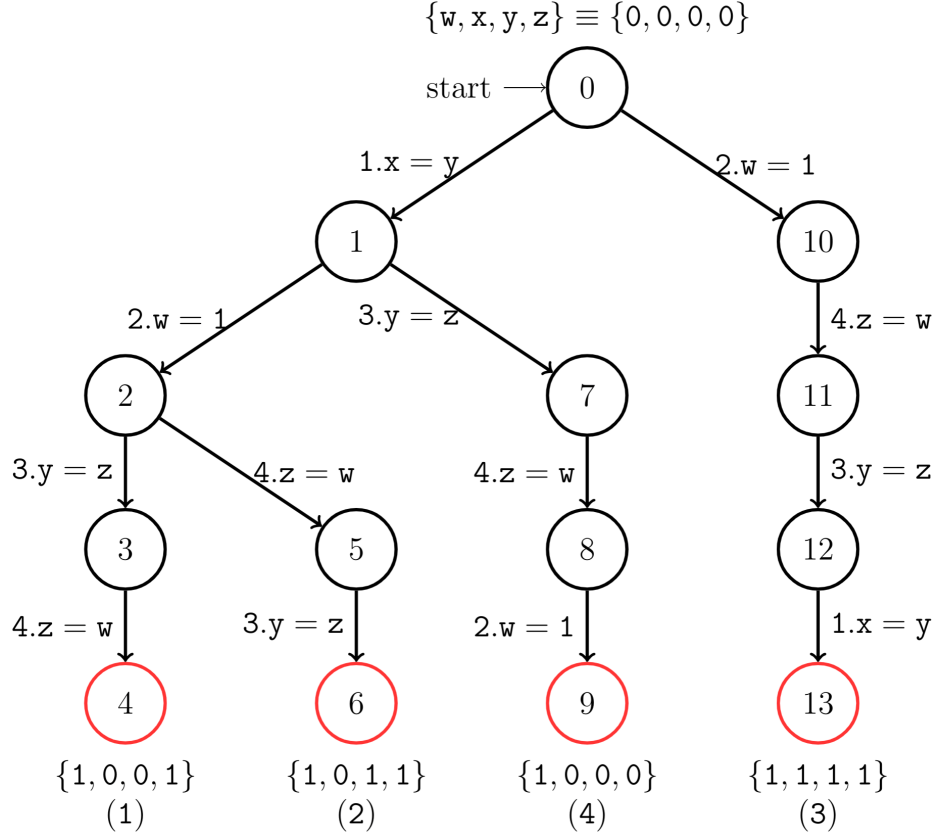 {w, x, y, z} ≡ {0, 0, 0, 0}
start
0
1.x = y
2.w = 1
1
10
2.w = 1
3.y = z
4.z = w
2
7
11
3.y = z
4.z = w
4.z = w
3.y = z
3
5
8
12
4.z = w
3.y = z
2.w = 1
1.x = y
4
6
9
13
{1, 0, 0, 1}
{1, 0, 1, 1}
{1, 0, 0, 0}
{1, 1, 1, 1}
(1)
(2)
(4)
(3)